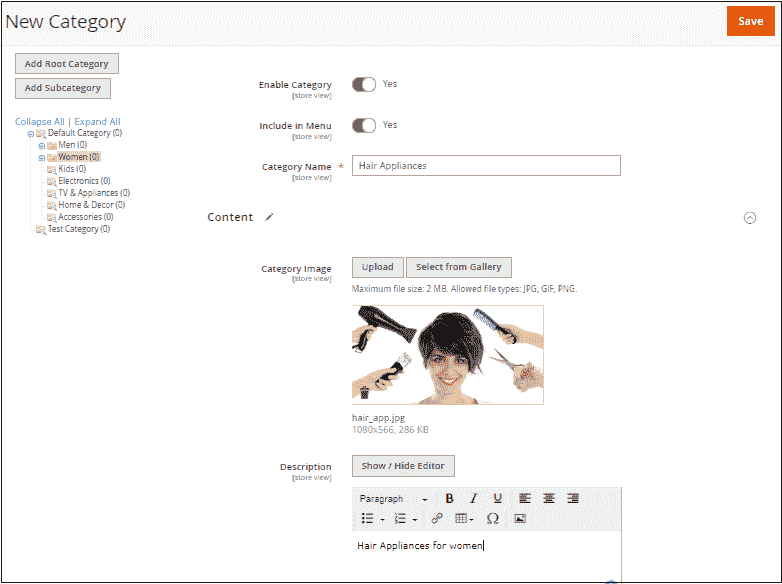 New Category
Save
Add Root Category
Add Subcategory
Collapse All | Expand All
Default Category (0)
Men (0)
Women (0)
Kids (0)
Electronics (0)
TV & Appliances (0)
Home & Decor (0)
Accessories (0)
Test Category (0)
Enable Category
[store view]
Yes
Include in Menu
[store view]
Yes
Category Name *
[store view]
Hair Appliances
Content
Category Image
[store view]
Upload
Select from Gallery
Maximum file size: 2 MB. Allowed file types: JPG, GIF, PNG.
hair_app.jpg
1080x566, 286 KB
Description
[store view]
Show / Hide Editor
Paragraph B I U
Hair Appliances for women